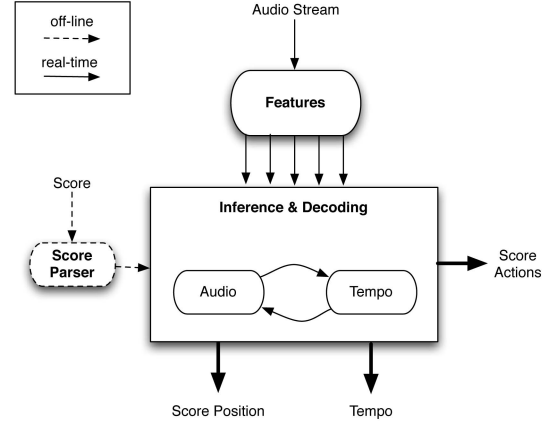 off-line
real-time
Audio Stream
Features
Score
Inference & Decoding
Score
Parser
Audio
Tempo
Score
Actions
Score Position
Tempo